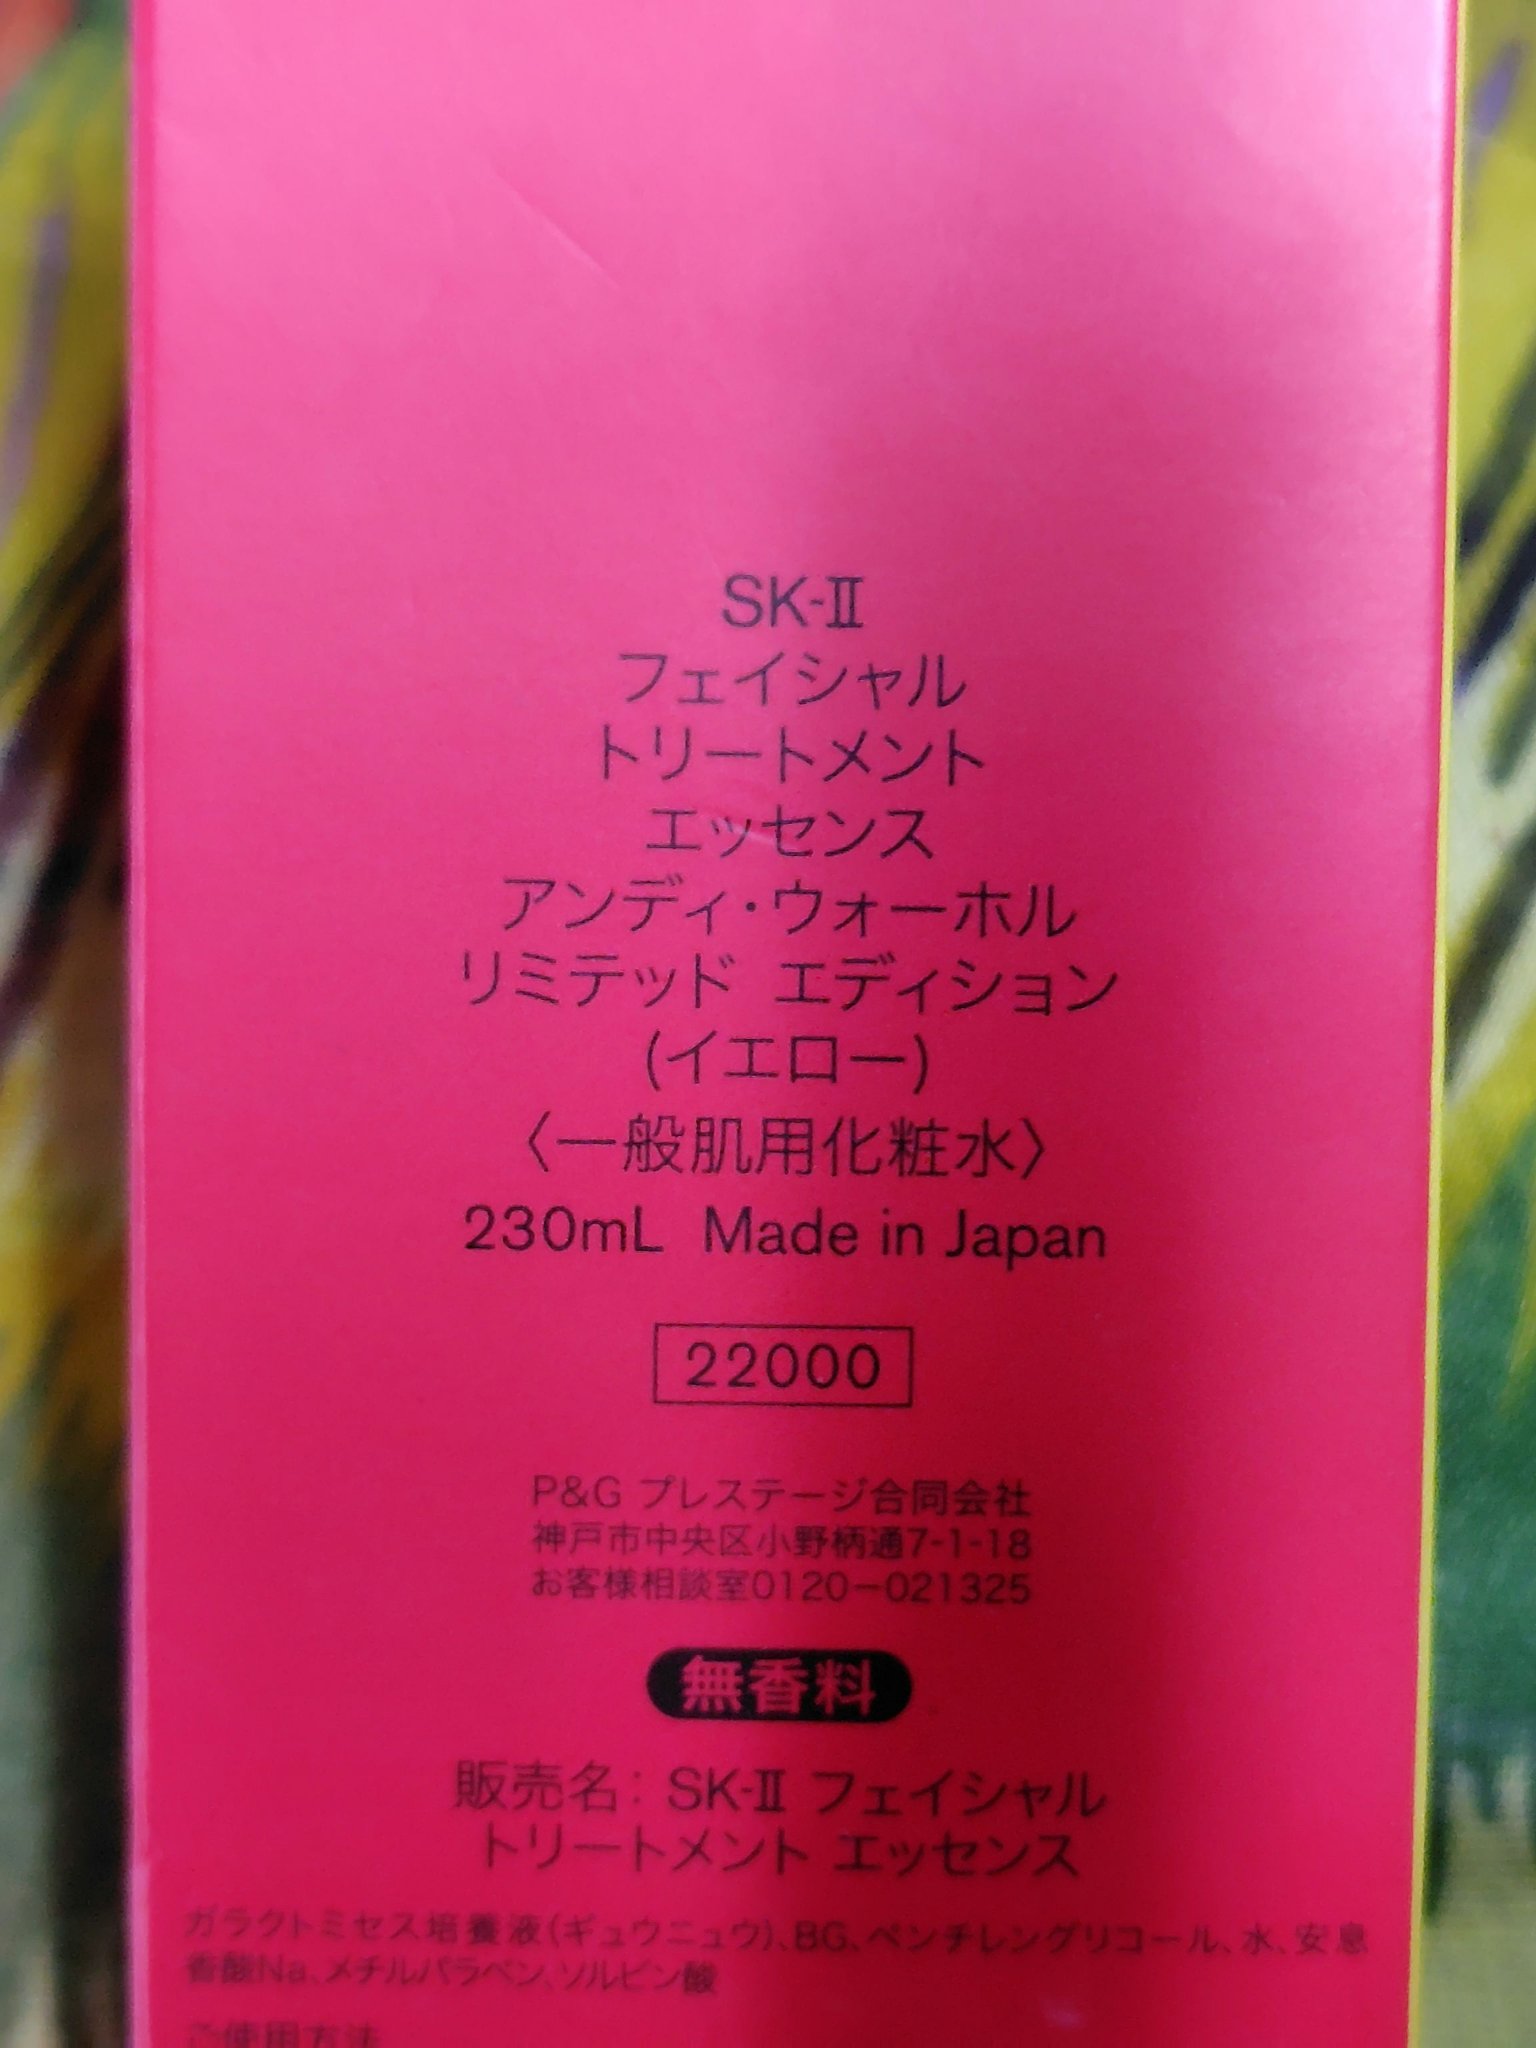 SK-Ⅱ
フェイシャル
トリートメント
エッセンス
アンディ・ウォーホル
リミテッド エディション
(イエロー)
〈一般肌用化粧水〉
230mL Made in Japan
22000
P&G プレステージ合同会社
神戸市中央区小野柄通7-1-18
お客様相談室0120-021325
無香料
販売名: SK-Ⅱ フェイシャル
トリートメント エッセンス
ガラクトミセス培養液(ギュウニュウ)、BG、ペンチレングリコール、水、安息
香酸Na、メチルパラベン、ソルビン酸
ご使用方法